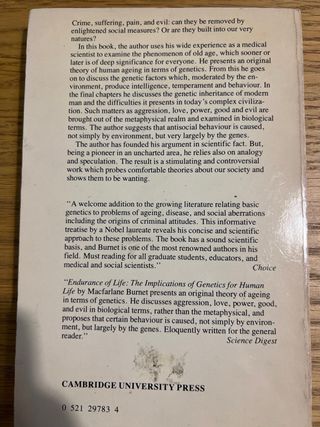 Crime, suffering, pain, and evil: can they be removed by
enlightened social measures? Or are they built into our very
natures?
In this book, the author uses his wide experience as a medical
scientist to examine the phenomenon of old age, which sooner or
later is of deep significance for everyone. He presents an original
theory of human ageing in terms of genetics. From this he goes
on to discuss the genetic factors which, moderated by the en-
vironment, produce intelligence, temperament and behaviour. In
the final chapters he discusses the genetic inheritance of modern
man and the difficulties it presents in today's complex civiliza-
tion. Such matters as aggression, love, power, good and evil are
brought out of the metaphysical realm and examined in biological
terms. The author suggests that antisocial behaviour is caused,
not simply by environment, but very largely by the genes.
The author has founded his argument in scientific fact. But,
being a pioneer in an uncharted area, he relies also on analogy
and speculation. The result is a stimulating and controversial
work which probes comfortable theories about our society and
shows them to be wanting.
"A welcome addition to the growing literature relating basic
genetics to problems of ageing, disease, and social aberrations
including the origins of criminal attitudes. This informative
treatise by a Nobel laureate reveals his concise and scientific
approach to these problems. The book has a sound scientific
basis, and Burnet is one of the most renowned authors in his
field. Must reading for all graduate students, educators, and
medical and social scientists."
Choice
"Endurance of Life: The Implications of Genetics for Human
Life by Macfarlane Burnet presents an original theory of ageing
in terms of genetics. He discusses aggression, love, power, good,
and evil in biological terms, rather than the metaphysical, and
proposes that certain behaviour is caused, not simply by environ-
ment, but largely by the genes. Eloquently written for the general
reader."
Science Digest
CAMBRIDGE UNIVERSITY PRESS
0 521 29783 4